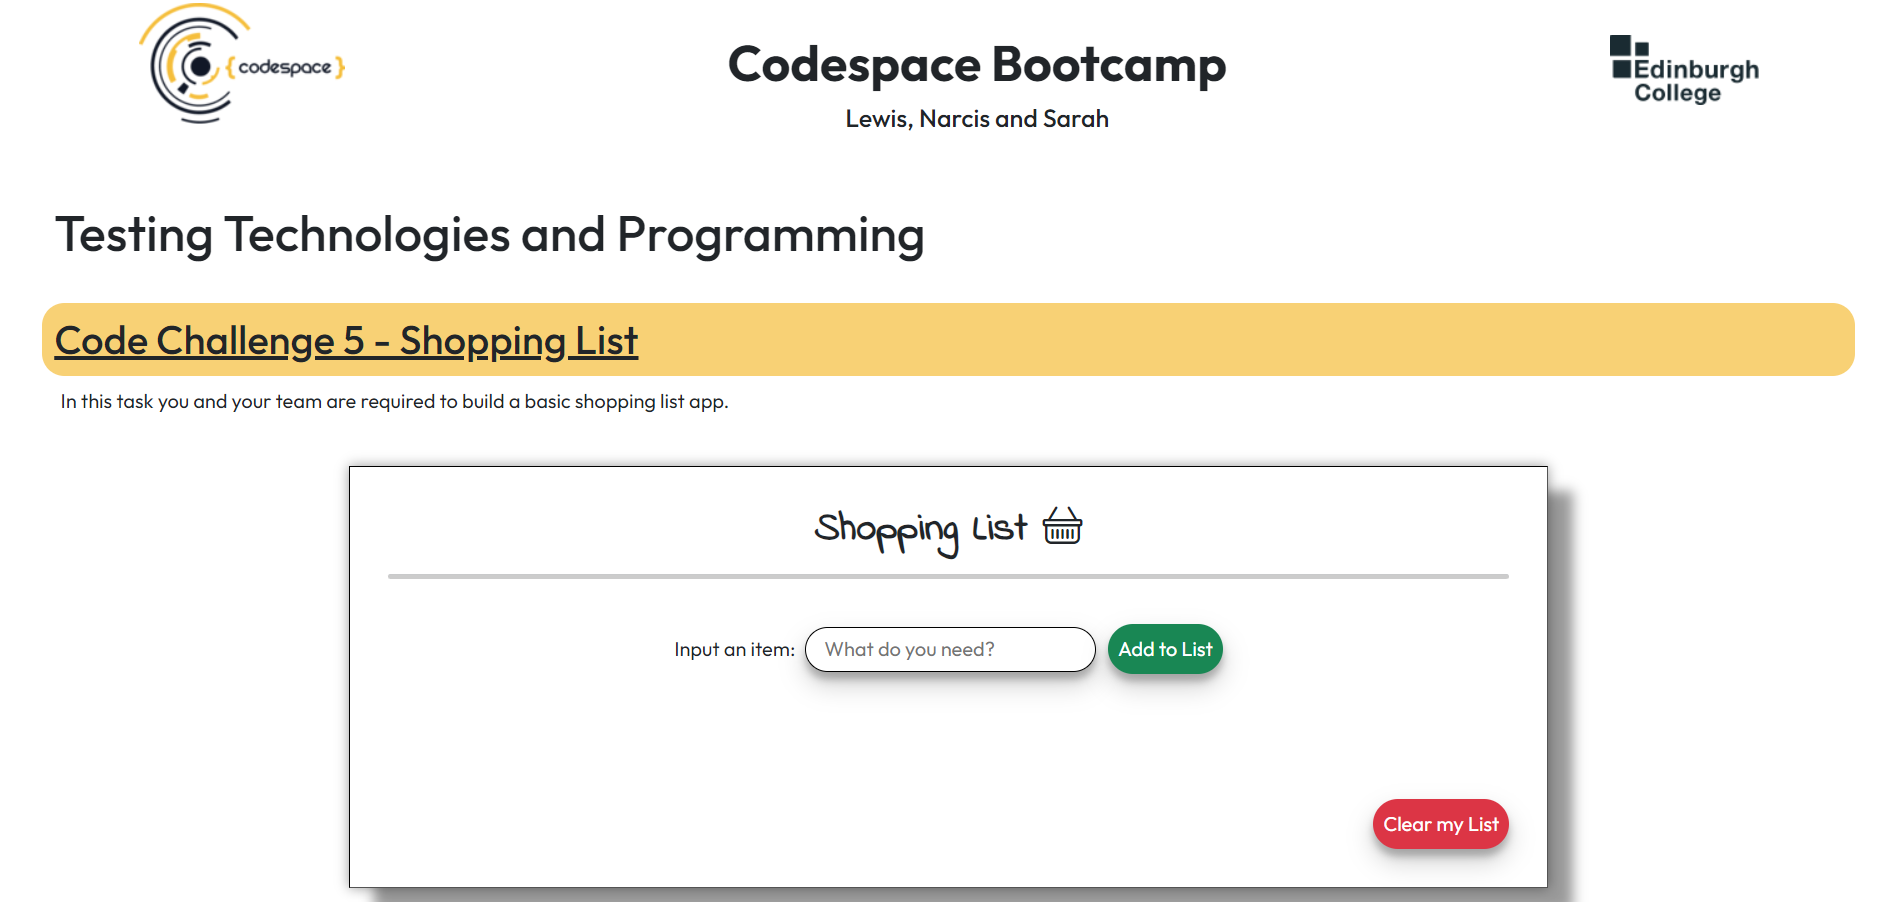 {codespace}
Codespace Bootcamp
Lewis, Narcis and Sarah
Edinburgh
College
Testing Technologies and Programming
Code Challenge 5 - Shopping List
In this task you and your team are required to build a basic shopping list app.
Shopping List
Input an item: What do you need? Add to List
Clear my List